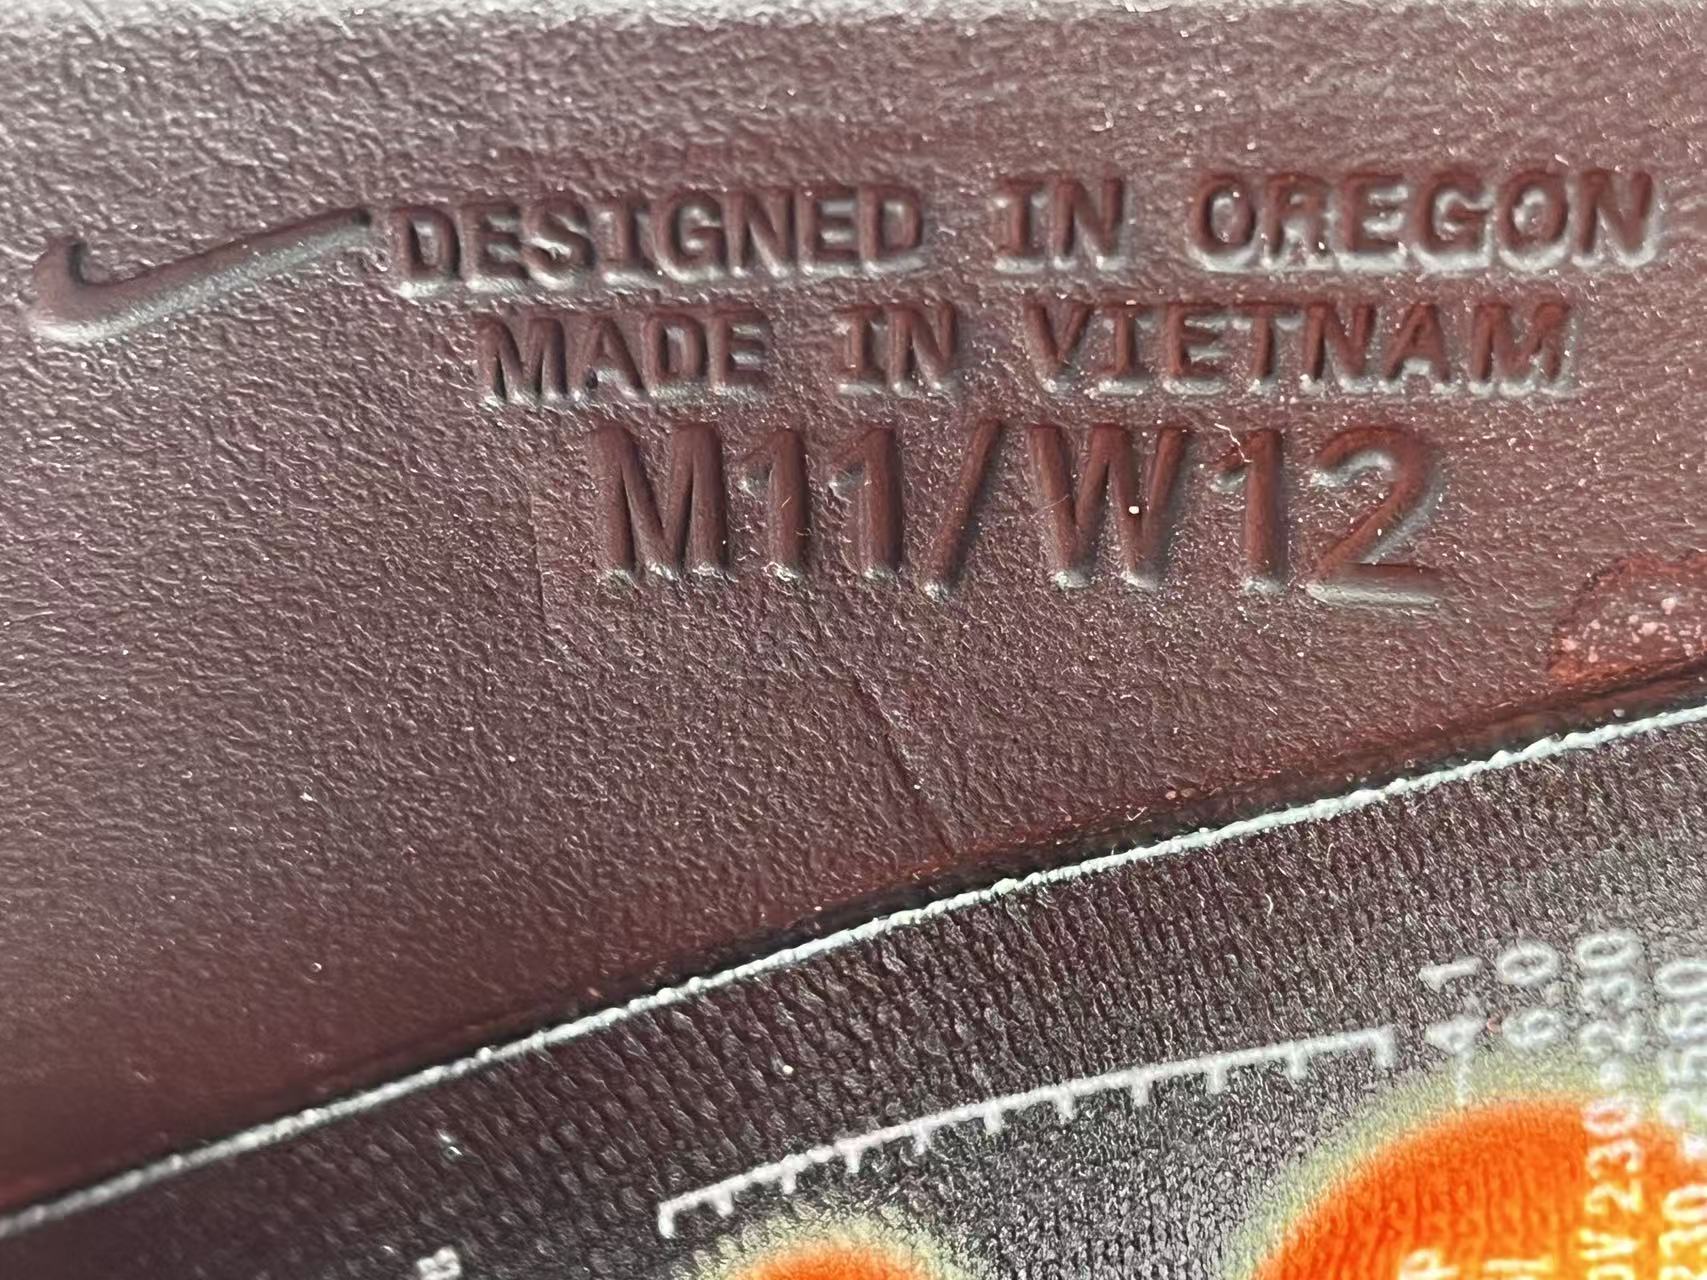 DESIGNED IN OREGON
MADE IN VIETNAM
M11/W12